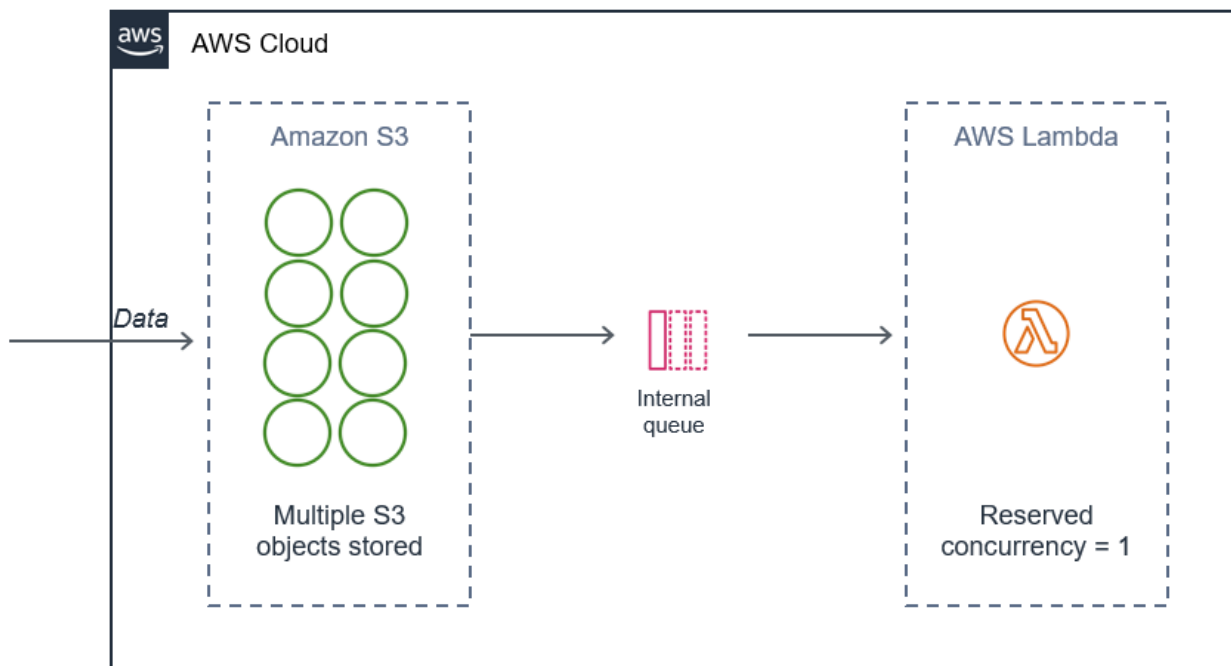 aws
AWS Cloud
Amazon S3
AWS Lambda
Data
Internal
queue
Multiple S3
objects stored
Reserved
concurrency = 1